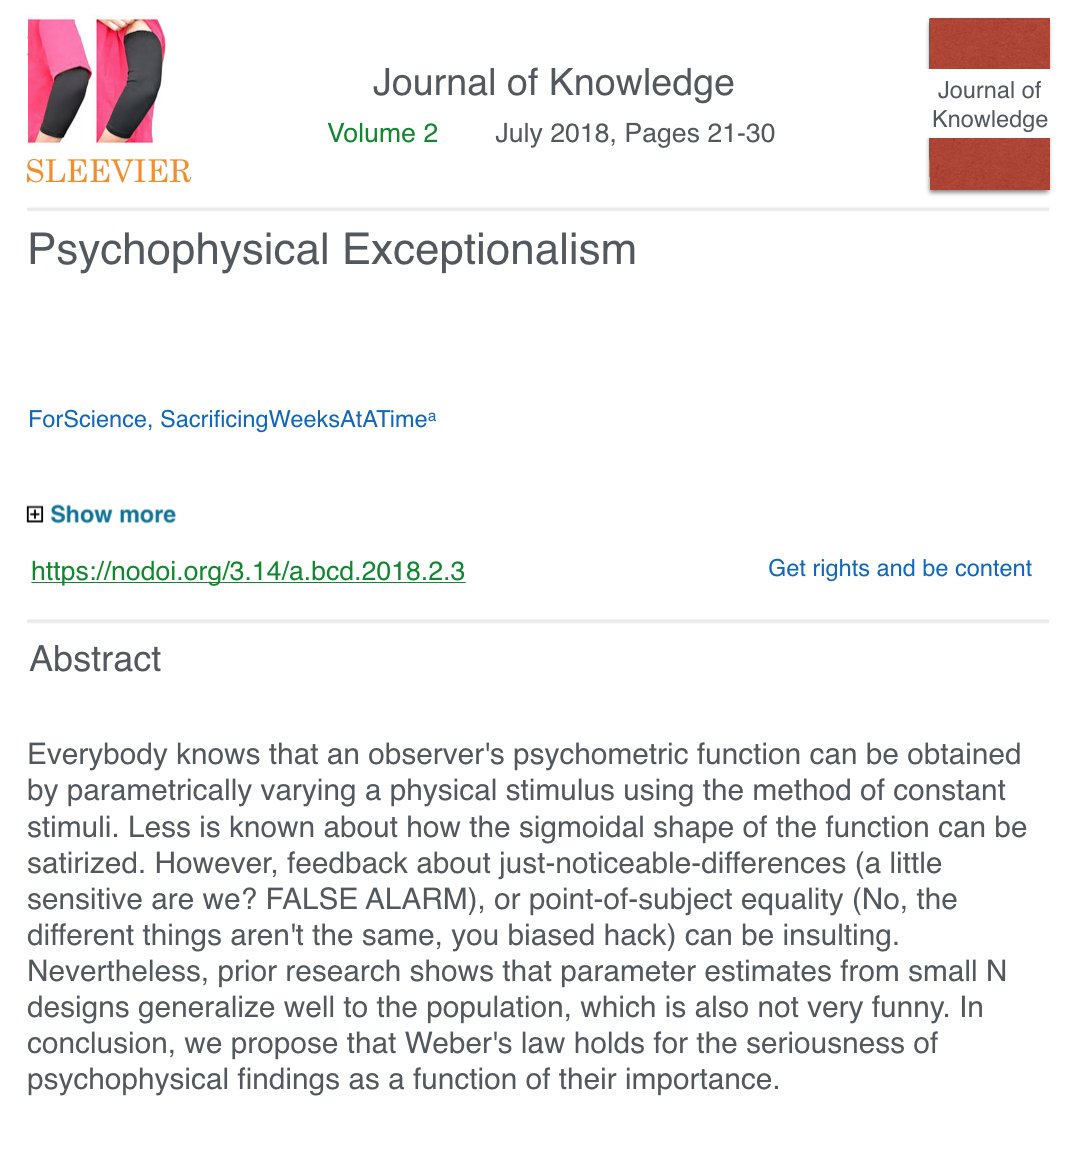 Journal of Knowledge
Volume 2 July 2018, Pages 21-30
SLEEVIER
Journal of
Knowledge
Psychophysical Exceptionalism
ForScience, SacrificingWeeksAtATimeᵃ
Show more
https://nodoi.org/3.14/a.bcd.2018.2.3
Get rights and be content
Abstract
Everybody knows that an observer's psychometric function can be obtained
by parametrically varying a physical stimulus using the method of constant
stimuli. Less is known about how the sigmoidal shape of the function can be
satirized. However, feedback about just-noticeable-differences (a little
sensitive are we? FALSE ALARM), or point-of-subject equality (No, the
different things aren't the same, you biased hack) can be insulting.
Nevertheless, prior research shows that parameter estimates from small N
designs generalize well to the population, which is also not very funny. In
conclusion, we propose that Weber's law holds for the seriousness of
psychophysical findings as a function of their importance.